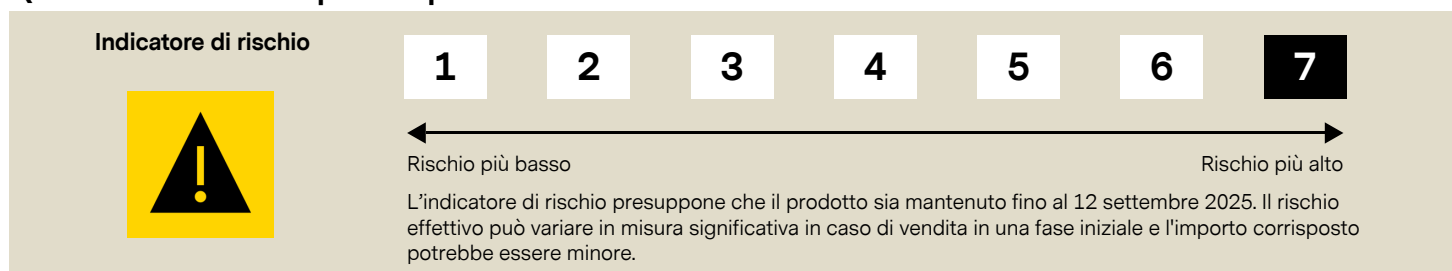 Indicatore di rischio
1 2 3 4 5 6 7
Rischio più basso Rischio più alto
L'indicatore di rischio presuppone che il prodotto sia mantenuto fino al 12 settembre 2025. Il rischio
effettivo può variare in misura significativa in caso di vendita in una fase iniziale e l'importo corrisposto
potrebbe essere minore.